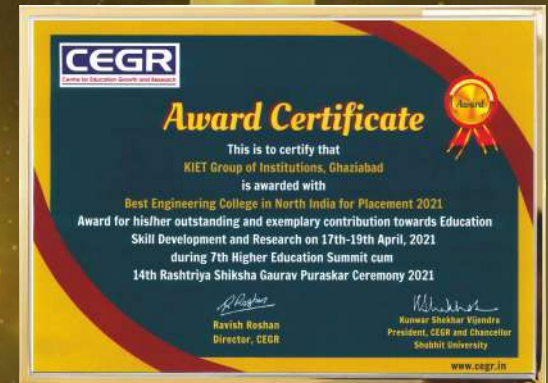 CEGR
Centre for Education Growth and Research
Award
Award Certificate
This is to certify that
KIET Group of Institutions, Ghaziabad
is awarded with
Best Engineering College in North India for Placement 2021
Award for his/her outstanding and exemplary contribution towards Education
Skill Development and Research on 17th-19th April, 2021
during 7th Higher Education Summit cum
14th Rashtriya Shiksha Gaurav Puraskar Ceremony 2021
Ravish Roshan
Director, CEGR
Kunwar Shekhar Vijendra
President, CEGR and Chancellor
Shobhit University
www.cegr.in